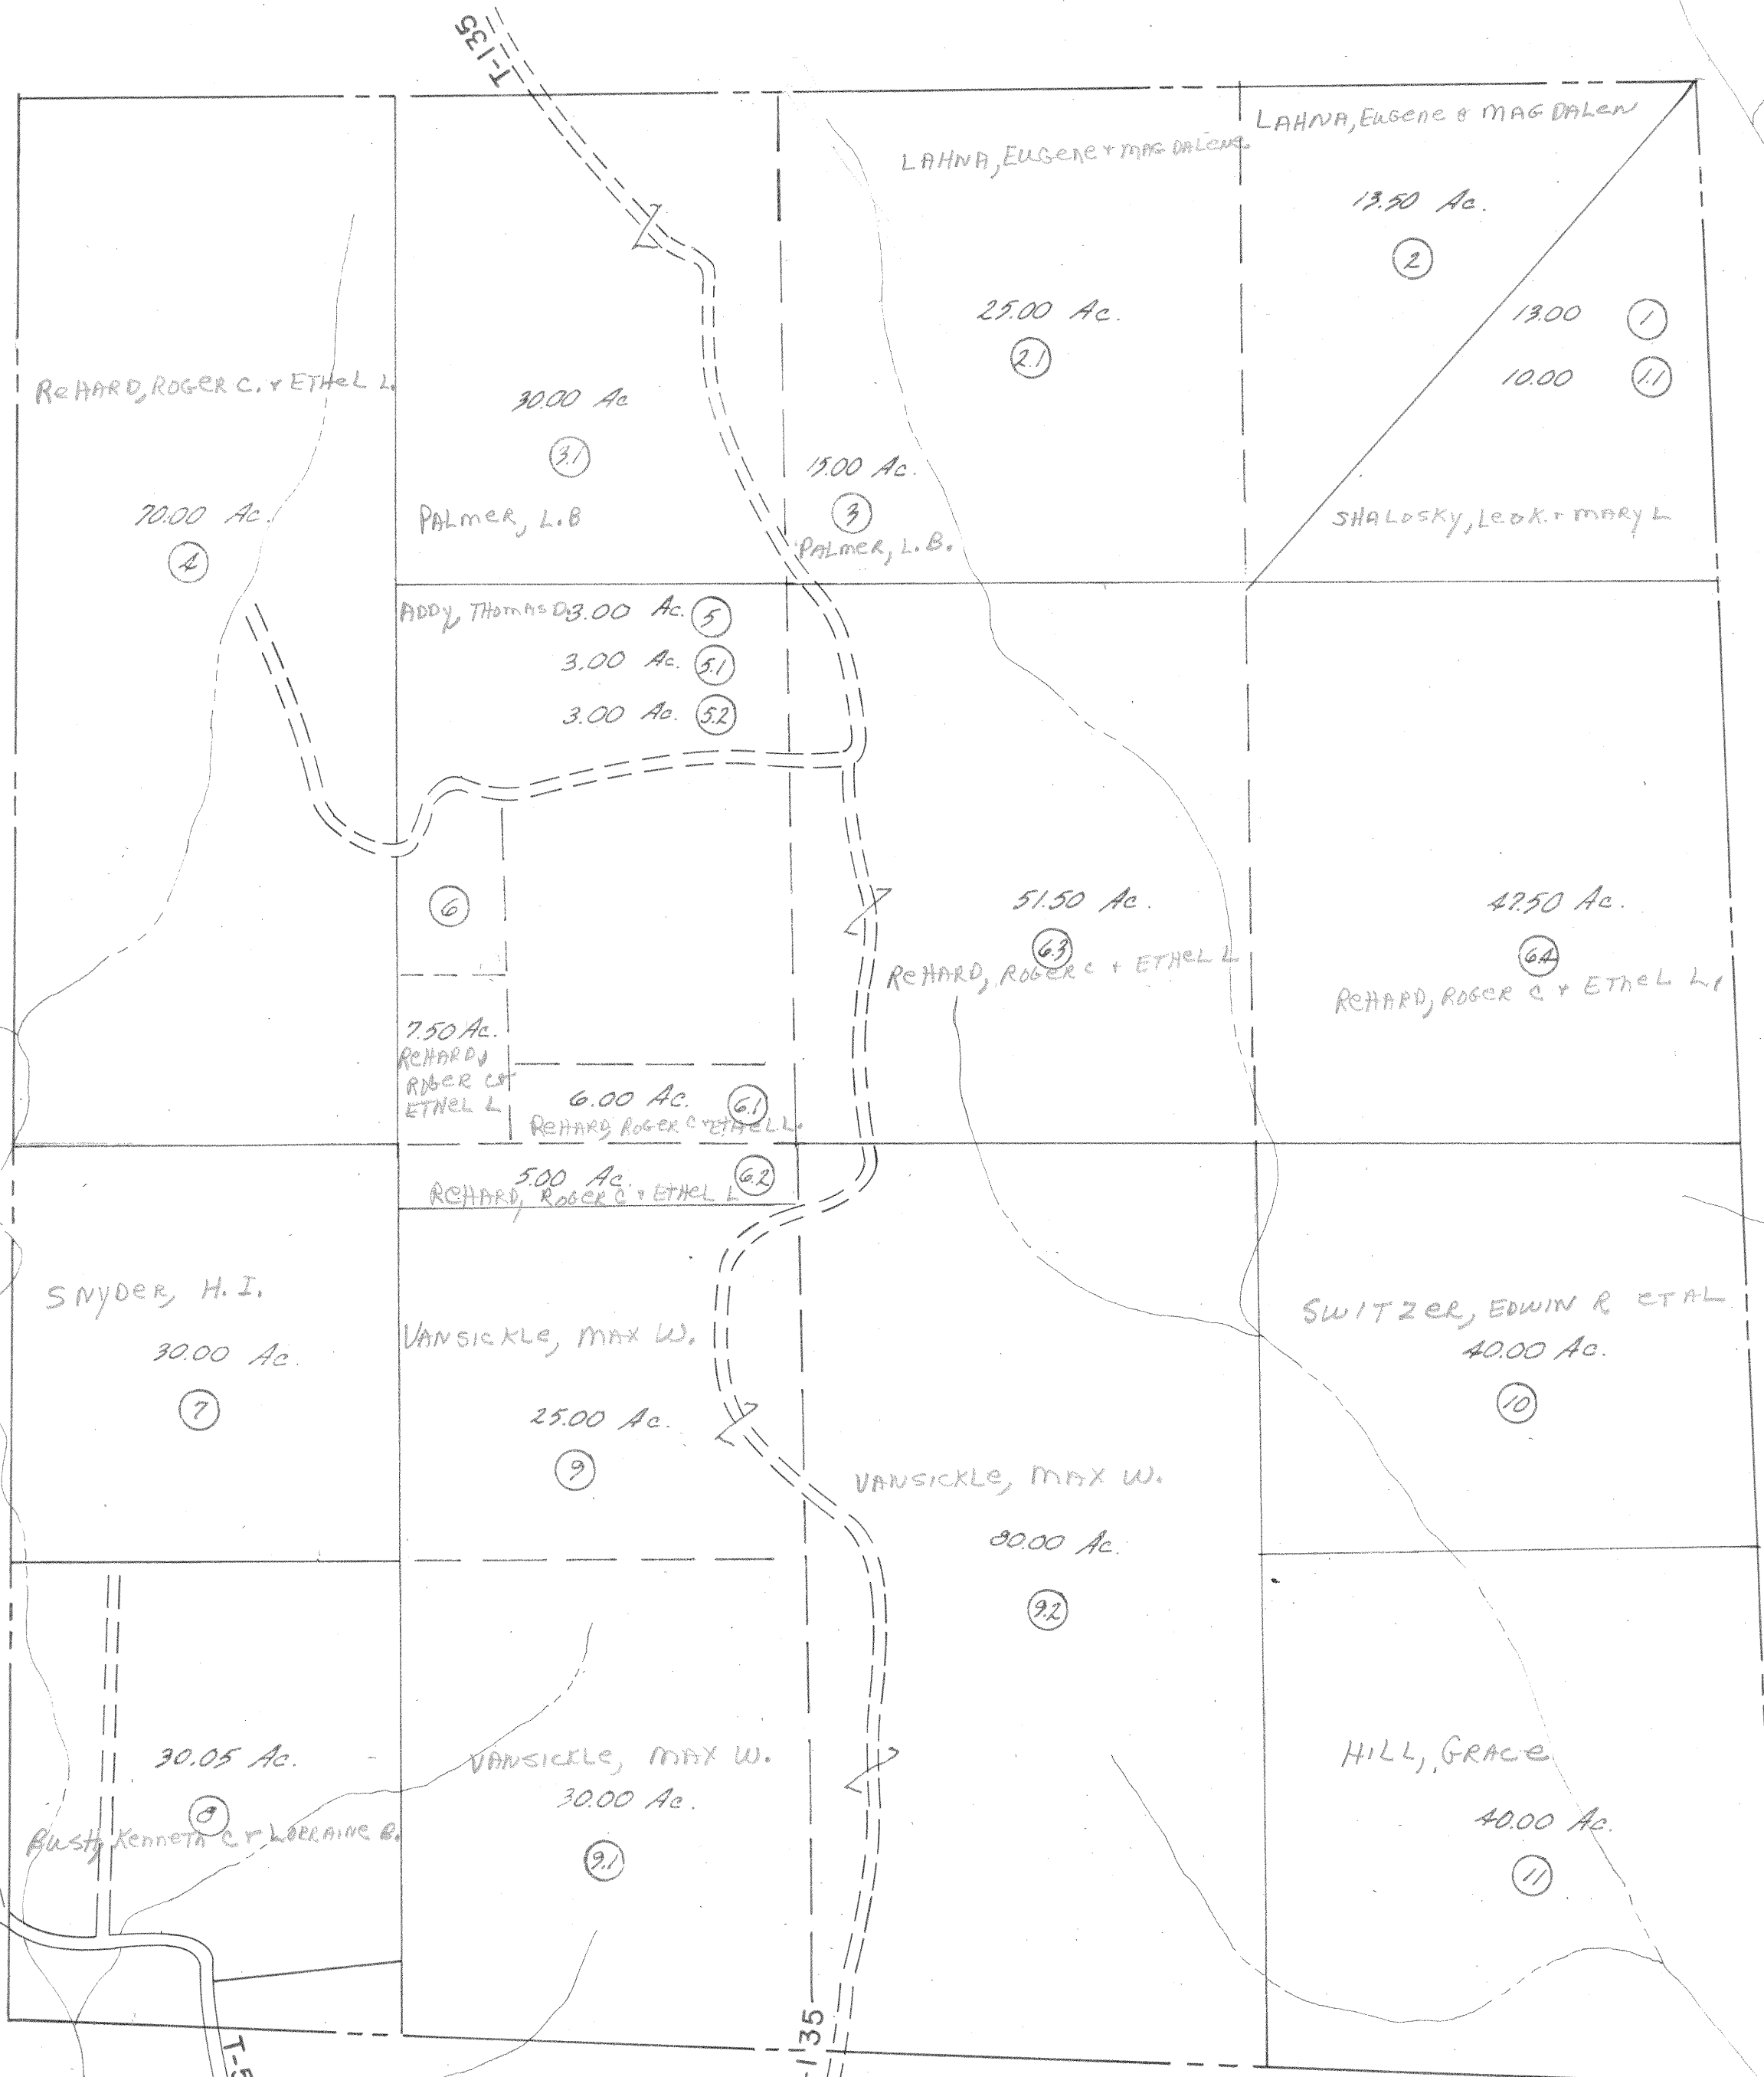 T-135
LAHNA, EUGENE & MAGDALEN
LAHNA, EUGENE + MAGDALENE
13.50 Ac.
2
25.00 Ac.
2.1
13.00 1
10.00 1.1
REHARD, ROGER C. + ETHEL L.
30.00 Ac
3.1
15.00 Ac.
3
70.00 Ac.
4
PALMER, L.B
PALMER, L.B.
SHALOSKY, LEO K. + MARY L
ADDY, THOMAS D. 3.00 Ac. 5
3.00 Ac. 5.1
3.00 Ac. 5.2
6
51.50 Ac.
6.3
REHARD, ROGER C + ETHEL L
6.4
REHARD, ROGER C + ETHEL L.
7.50 Ac.
REHARD,
ROGER C +
ETHEL L
6.00 Ac. 6.1
REHARD, ROGER C + ETHEL L.
5.00 Ac. 6.2
REHARD, ROGER C + ETHEL L
SNYDER, H. I.
30.00 Ac.
7
VANSICKLE, MAX W.
25.00 Ac.
9
SWITZER, EDWIN R ET AL
40.00 Ac.
10
VANSICKLE, MAX W.
80.00 Ac.
9.2
30.05 Ac.
8
BUSH, KENNETH C + LORRAINE B.
VANSICKLE, MAX W.
30.00 Ac.
9.1
HILL, GRACE
40.00 Ac.
11
T-5
-135